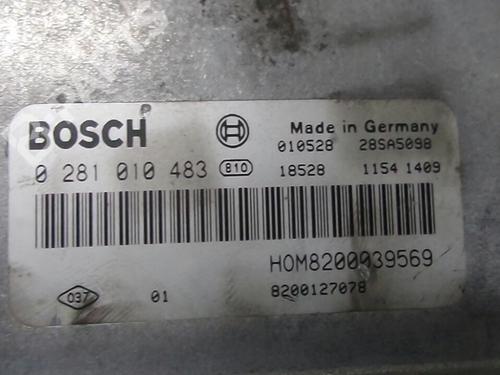 P
BOSCH
Made in Germany
010528 28SA5098
0 281 010 483 810 18528 1154 1409
HOM8200039569
037 01 8200127078